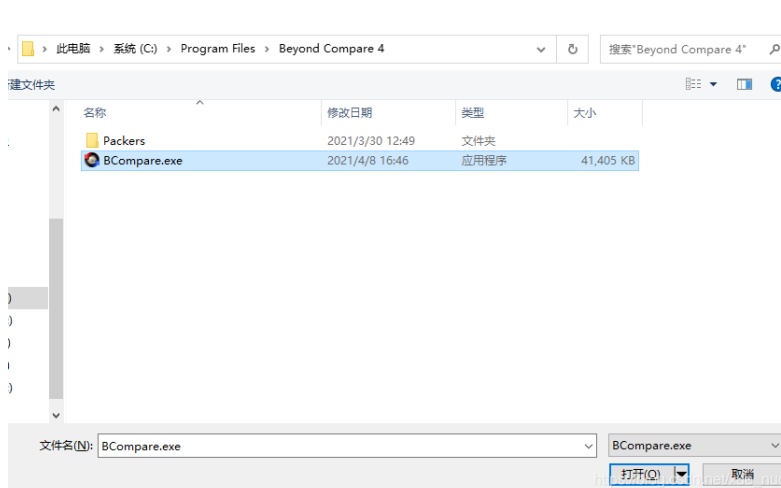 此电脑 › 系统 (C:) › Program Files › Beyond Compare 4
搜索"Beyond Compare 4"
建文件夹
名称 修改日期 类型 大小
Packers 2021/3/30 12:49 文件夹
BCompare.exe 2021/4/8 16:46 应用程序 41,405 KB
文件名(N): BCompare.exe BCompare.exe
打开(O) 取消